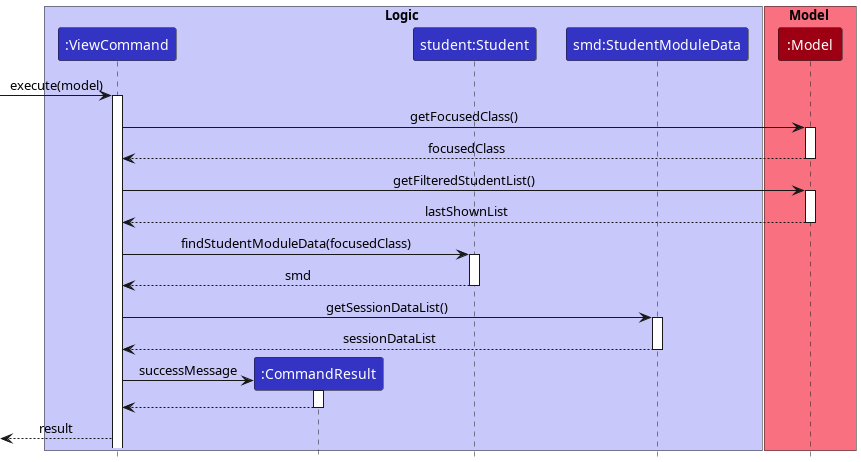 Logic
Model
:ViewCommand
student:Student
smd:StudentModuleData
:Model
execute(model)
getFocusedClass()
focusedClass
getFilteredStudentList()
lastShownList
findStudentModuleData(focusedClass)
smd
getSessionDataList()
sessionDataList
successMessage
:CommandResult
result